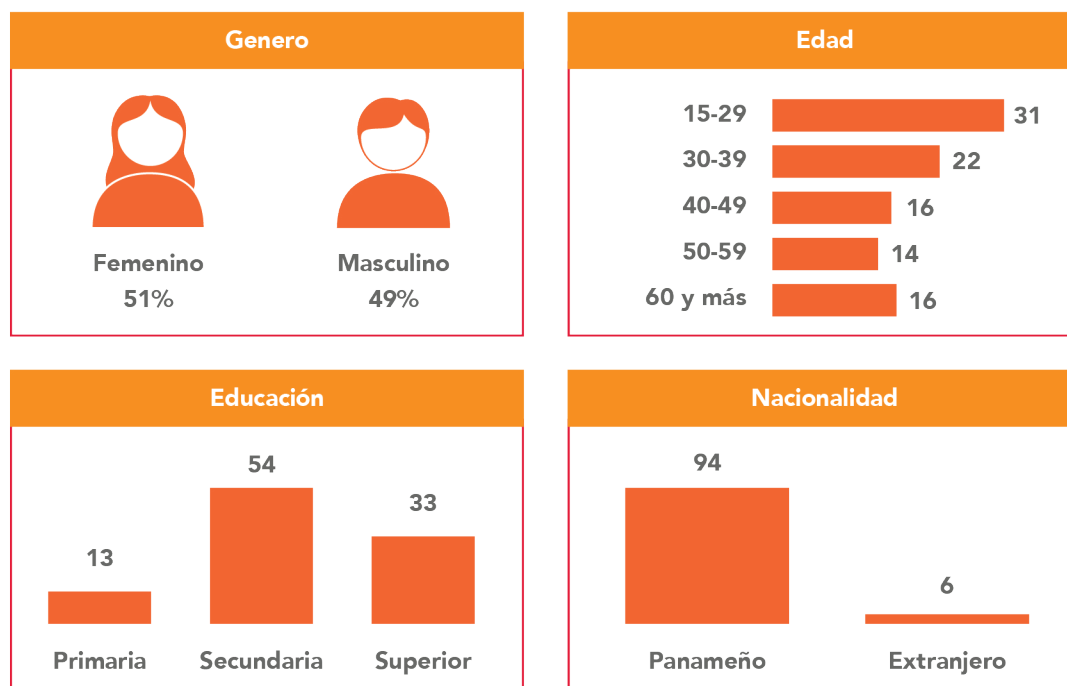 Genero
Femenino
51%
Masculino
49%
Edad
15-29 31
30-39 22
40-49 16
50-59 14
60 y más 16
Educación
13
54
33
Primaria Secundaria Superior
Nacionalidad
94
6
Panameño Extranjero